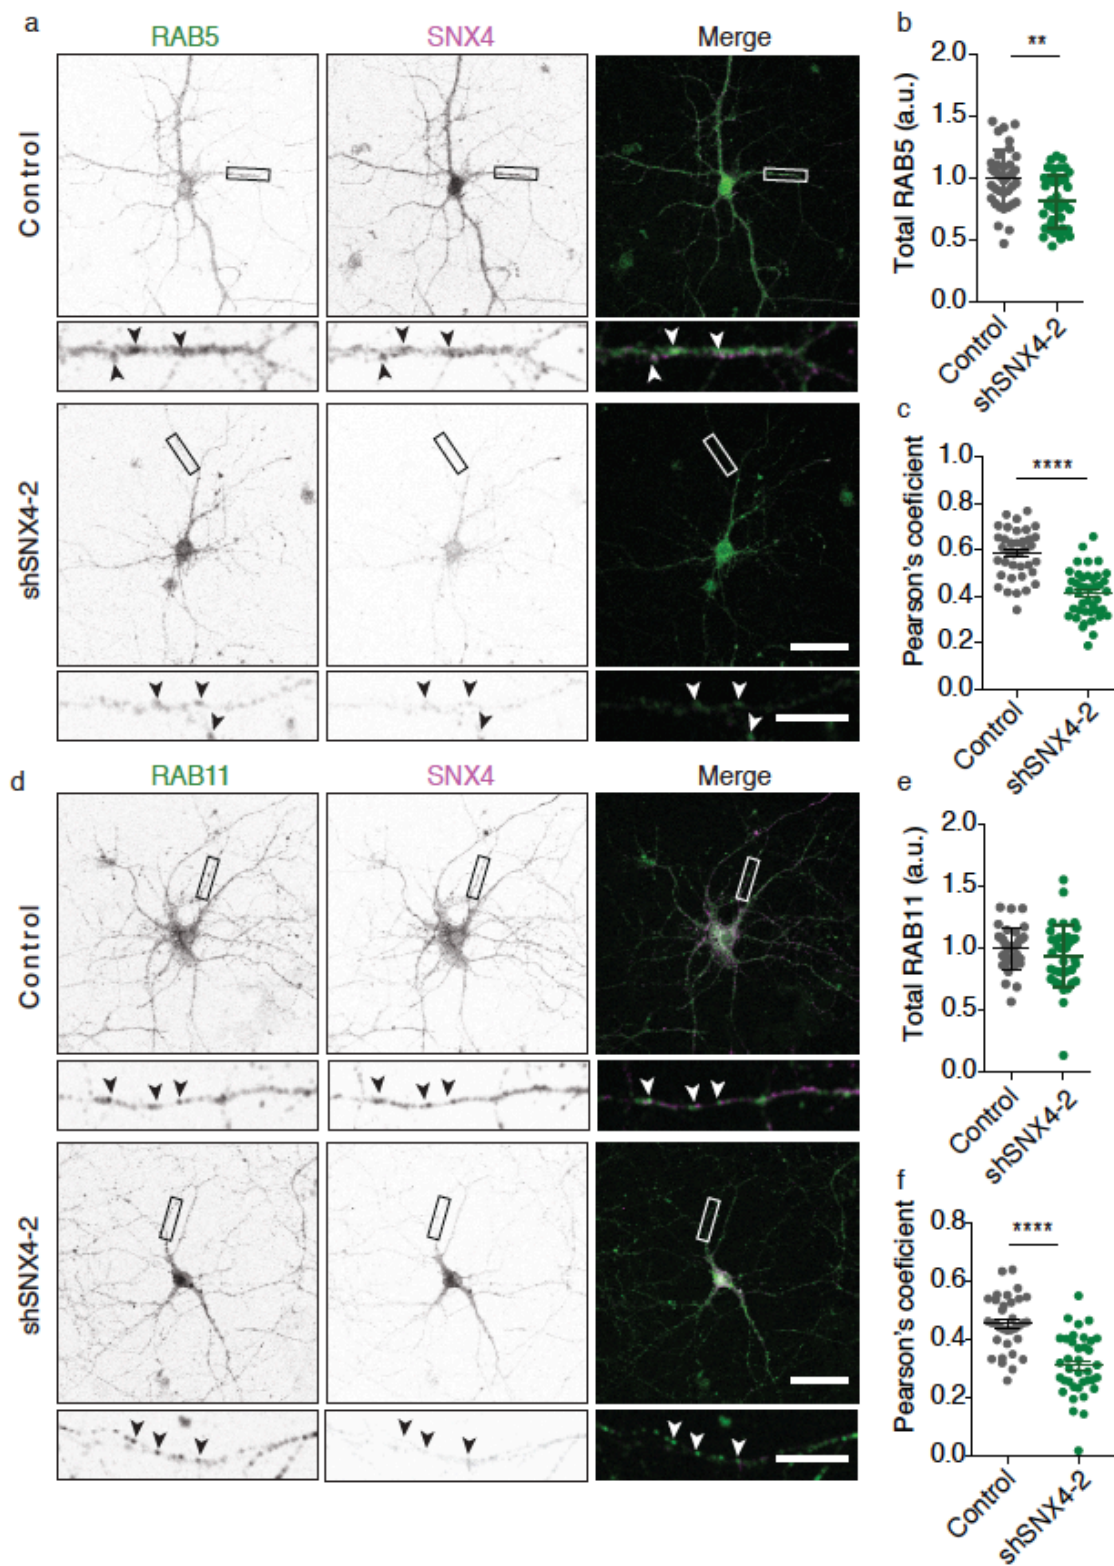 a
RAB5 SNX4 Merge
Control
shSNX4-2
b
Total RAB5 (a.u.)
2.0
1.5
1.0
0.5
0.0
**
Control shSNX4-2
c
Pearson's coeficient
1.0
0.8
0.6
0.4
0.2
0.0
****
Control shSNX4-2
d
RAB11 SNX4 Merge
Control
shSNX4-2
e
Total RAB11 (a.u.)
2.0
1.5
1.0
0.5
0.0
Control shSNX4-2
f
Pearson's coeficient
0.8
0.6
0.4
0.2
0.0
****
Control shSNX4-2